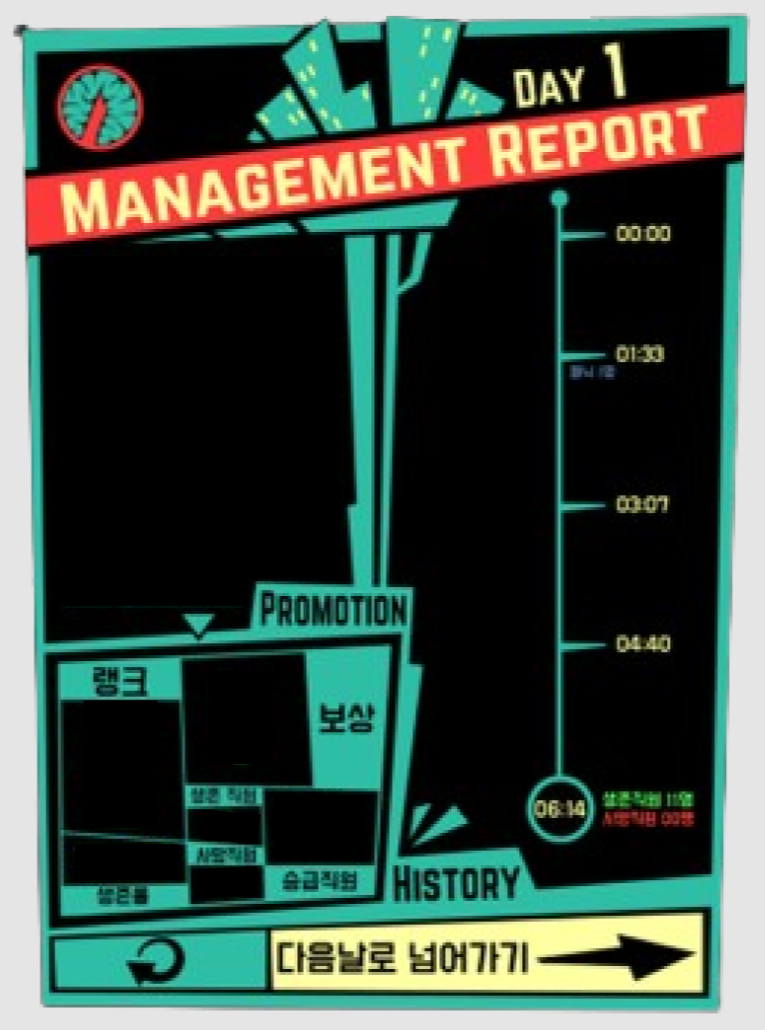 DAY 1
MANAGEMENT REPORT
00:00
01:33
03:07
04:40
06:14
생존직원 11명
사망직원 00명
PROMOTION
랭크
보상
생존 직원
사망직원
생존율
승급직원
HISTORY
다음날로 넘어가기